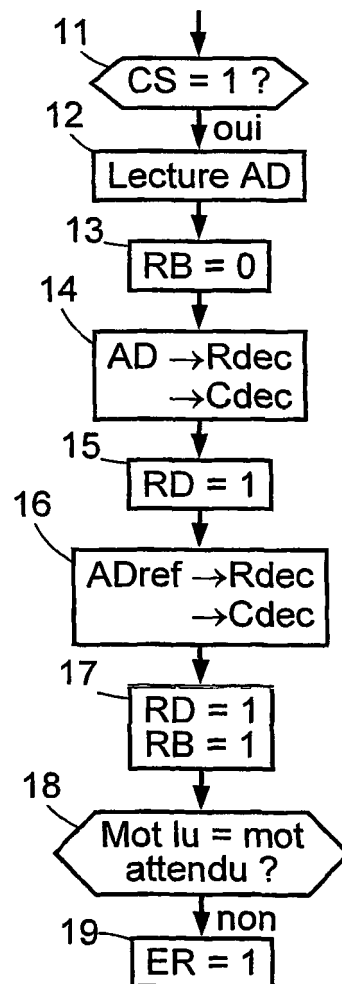 11
CS = 1 ?
oui
12
Lecture AD
13
RB = 0
14
AD →Rdec
→Cdec
15
RD = 1
16
ADref →Rdec
→Cdec
17
RD = 1
RB = 1
18
Mot lu = mot
attendu ?
non
19
ER = 1